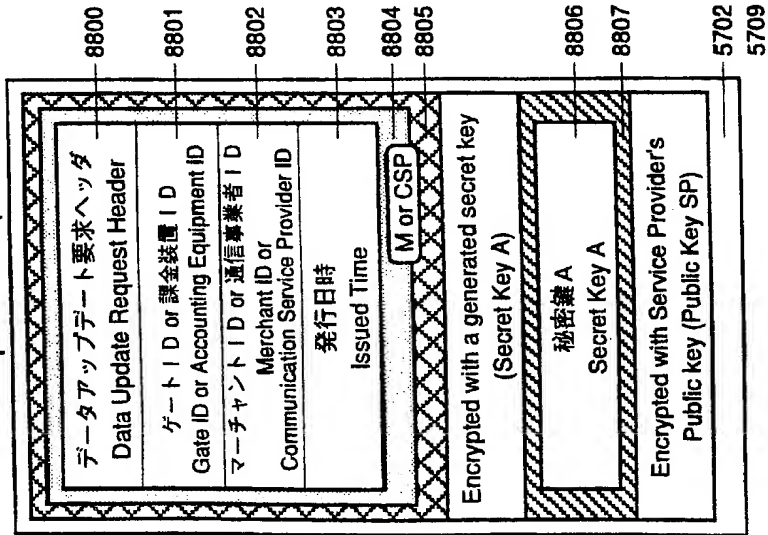 データアップデート要求ヘッダ
Data Update Request Header
ゲートID or 課金装置ID
Gate ID or Accounting Equipment ID
マーチャントID or 通信事業者ID
Merchant ID or
Communication Service Provider ID
発行日時
Issued Time
M or CSP
Encrypted with a generated secret key
(Secret Key A)
秘密鍵A
Secret Key A
Encrypted with Service Provider's
Public key (Public Key SP)
8800
8801
8802
8803
8804
8805
8806
8807
5702
5709